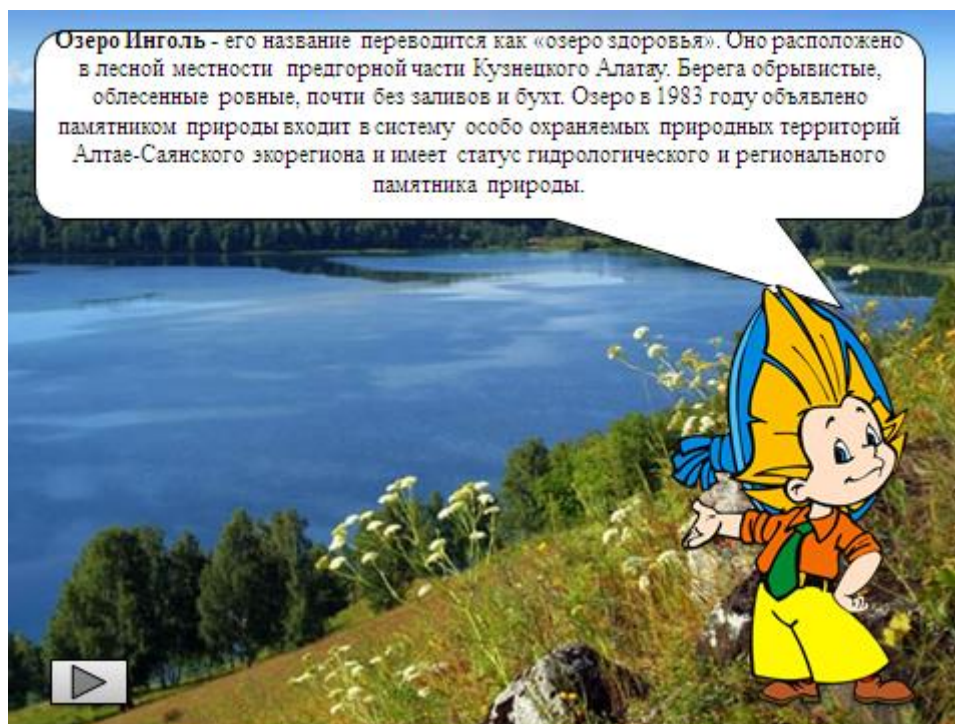 Озеро Инголь - его название переводится как «озеро здоровья». Оно расположено
в лесной местности предгорной части Кузнецкого Алатау. Берега обрывистые,
облесенные ровные, почти без заливов и бухт. Озеро в 1983 году объявлено
памятником природы входит в систему особо охраняемых природных территорий
Алтае-Саянского экорегиона и имеет статус гидрологического и регионального
памятника природы.